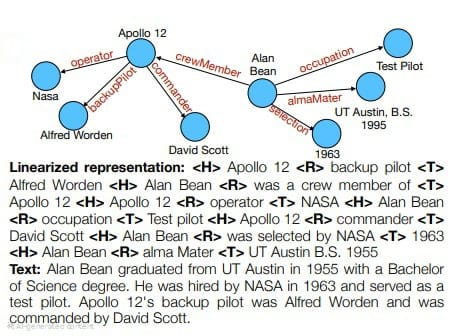 Apollo 12
operator
crewMember
Alan
Bean
occupation
Test Pilot
Nasa
backupPilot
commander
almaMater
selection
UT Austin, B.S.
1995
Alfred Worden
David Scott
1963
Linearized representation: <H> Apollo 12 <R> backup pilot <T>
Alfred Worden <H> Alan Bean <R> was a crew member of <T>
Apollo 12 <H> Apollo 12 <R> operator <T> NASA <H> Alan Bean
<R> occupation <T> Test pilot <H> Apollo 12 <R> commander <T>
David Scott <H> Alan Bean <R> was selected by NASA <T> 1963
<H> Alan Bean <R> alma Mater <T> UT Austin B.S. 1955
Text: Alan Bean graduated from UT Austin in 1955 with a Bachelor
of Science degree. He was hired by NASA in 1963 and served as a
test pilot. Apollo 12's backup pilot was Alfred Worden and was
commanded by David Scott.
AI-generated content